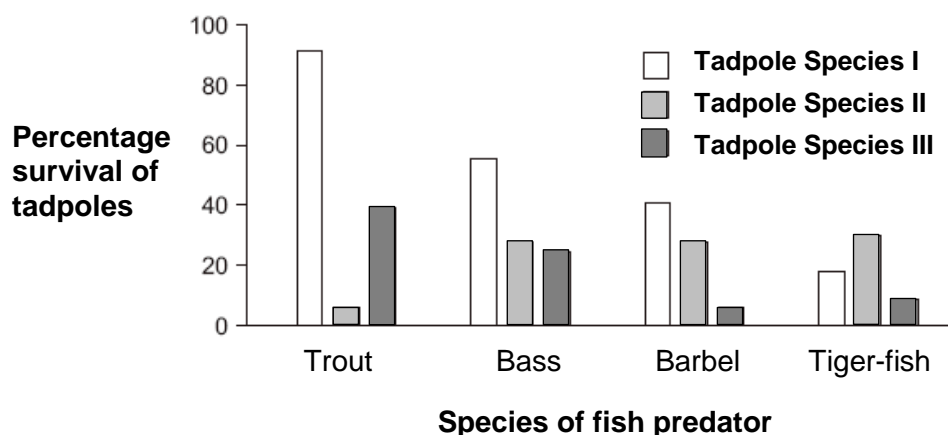 100
80
60
40
20
0
Percentage
survival of
tadpoles
Tadpole Species I
Tadpole Species II
Tadpole Species III
Trout Bass Barbel Tiger-fish
Species of fish predator